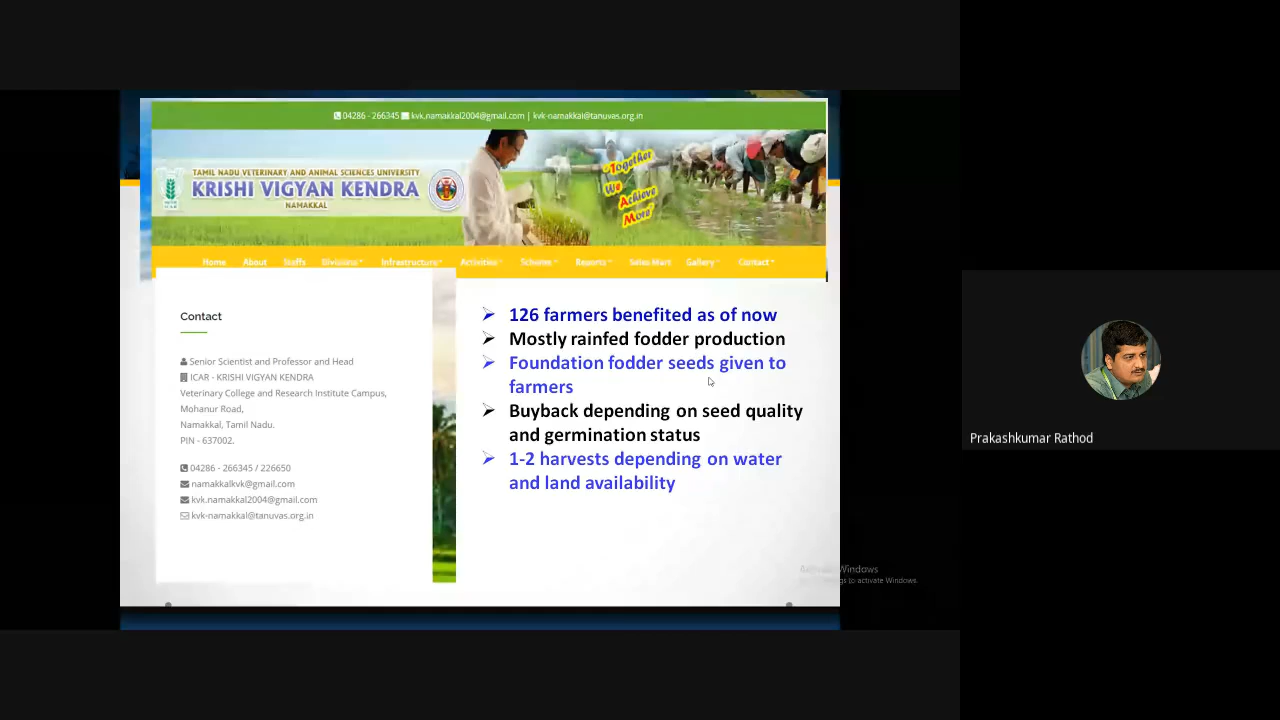 04286 - 266345 kvk.namakkal2004@gmail.com | kvk-namakkal@tanuvas.org.in
TAMIL NADU VETERINARY AND ANIMAL SCIENCES UNIVERSITY
KRISHI VIGYAN KENDRA
NAMAKKAL
Together
We
Achieve
More
Home About Staffs Divisions Infrastructure Activities Schemes Reports Sales Mart Gallery Contact
Contact
Senior Scientist and Professor and Head
ICAR - KRISHI VIGYAN KENDRA
Veterinary College and Research Institute Campus,
Mohanur Road,
Namakkal, Tamil Nadu.
PIN - 637002.
04286 - 266345 / 226650
namakkalkvk@gmail.com
kvk.namakkal2004@gmail.com
kvk-namakkal@tanuvas.org.in
126 farmers benefited as of now
Mostly rainfed fodder production
Foundation fodder seeds given to
farmers
Buyback depending on seed quality
and germination status
1-2 harvests depending on water
and land availability
Windows
to activate Windows.
Prakashkumar Rathod